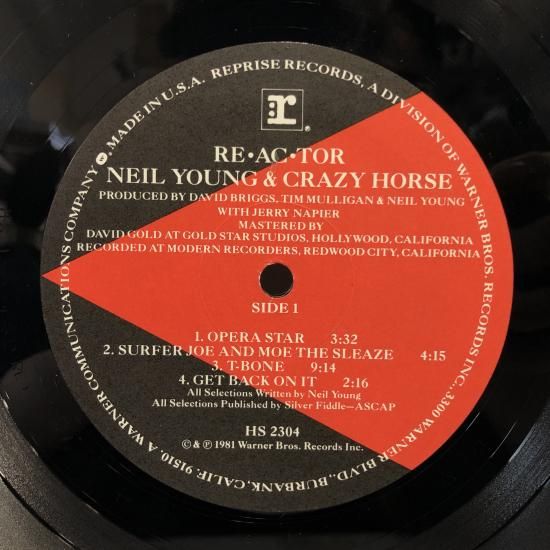 MADE IN U.S.A. REPRISE RECORDS, A DIVISION OF WARNER BROS. RECORDS INC., 3300 WARNER BLVD., BURBANK, CALIF. 91510. A WARNER COMMUNICATIONS COMPANY
r
RE•AC•TOR
NEIL YOUNG & CRAZY HORSE
PRODUCED BY DAVID BRIGGS, TIM MULLIGAN & NEIL YOUNG
WITH JERRY NAPIER
MASTERED BY
DAVID GOLD AT GOLD STAR STUDIOS, HOLLYWOOD, CALIFORNIA
RECORDED AT MODERN RECORDERS, REDWOOD CITY, CALIFORNIA
SIDE 1
1. OPERA STAR 3:32
2. SURFER JOE AND MOE THE SLEAZE 4:15
3. T-BONE 9:14
4. GET BACK ON IT 2:16
All Selections Written by Neil Young
All Selections Published by Silver Fiddle—ASCAP
HS 2304
© & ℗ 1981 Warner Bros. Records Inc.